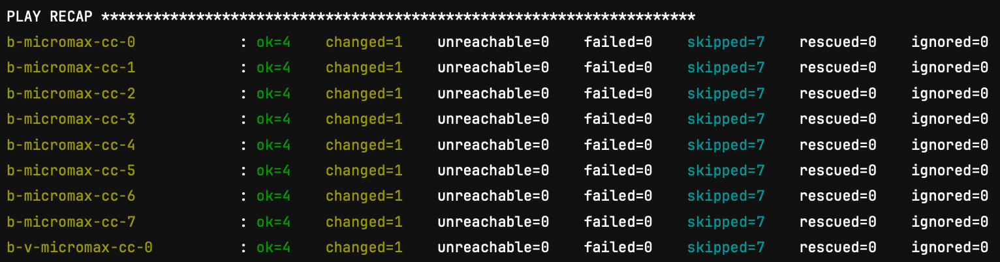 PLAY RECAP *********************************************************************
b-micromax-cc-0            : ok=4    changed=1    unreachable=0    failed=0    skipped=7    rescued=0    ignored=0
b-micromax-cc-1            : ok=4    changed=1    unreachable=0    failed=0    skipped=7    rescued=0    ignored=0
b-micromax-cc-2            : ok=4    changed=1    unreachable=0    failed=0    skipped=7    rescued=0    ignored=0
b-micromax-cc-3            : ok=4    changed=1    unreachable=0    failed=0    skipped=7    rescued=0    ignored=0
b-micromax-cc-4            : ok=4    changed=1    unreachable=0    failed=0    skipped=7    rescued=0    ignored=0
b-micromax-cc-5            : ok=4    changed=1    unreachable=0    failed=0    skipped=7    rescued=0    ignored=0
b-micromax-cc-6            : ok=4    changed=1    unreachable=0    failed=0    skipped=7    rescued=0    ignored=0
b-micromax-cc-7            : ok=4    changed=1    unreachable=0    failed=0    skipped=7    rescued=0    ignored=0
b-v-micromax-cc-0          : ok=4    changed=1    unreachable=0    failed=0    skipped=7    rescued=0    ignored=0